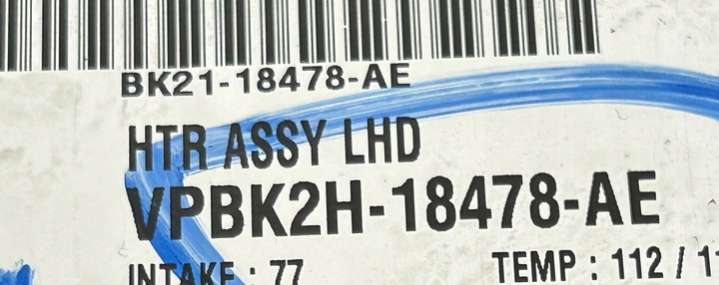 BK21-18478-AE
HTR ASSY LHD
VPBK2H-18478-AE
INTAKE : 77 TEMP : 112 /